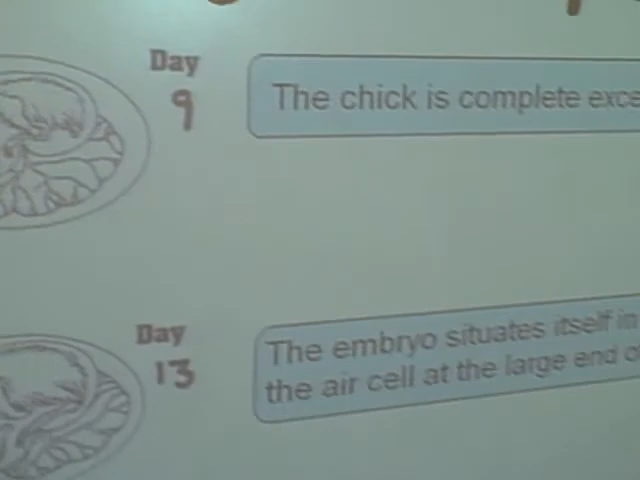 Day
9
The chick is complete exce
Day
13
The embryo situates itself in
the air cell at the large end o